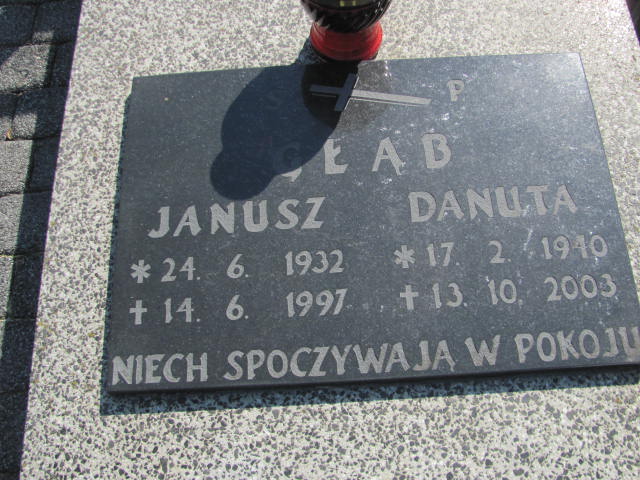 Ś P
GŁĄB
JANUSZ DANUTA
* 24. 6. 1932 * 17. 2. 1940
+ 14. 6. 1997 + 13. 10. 2003
NIECH SPOCZYWAJĄ W POKOJU